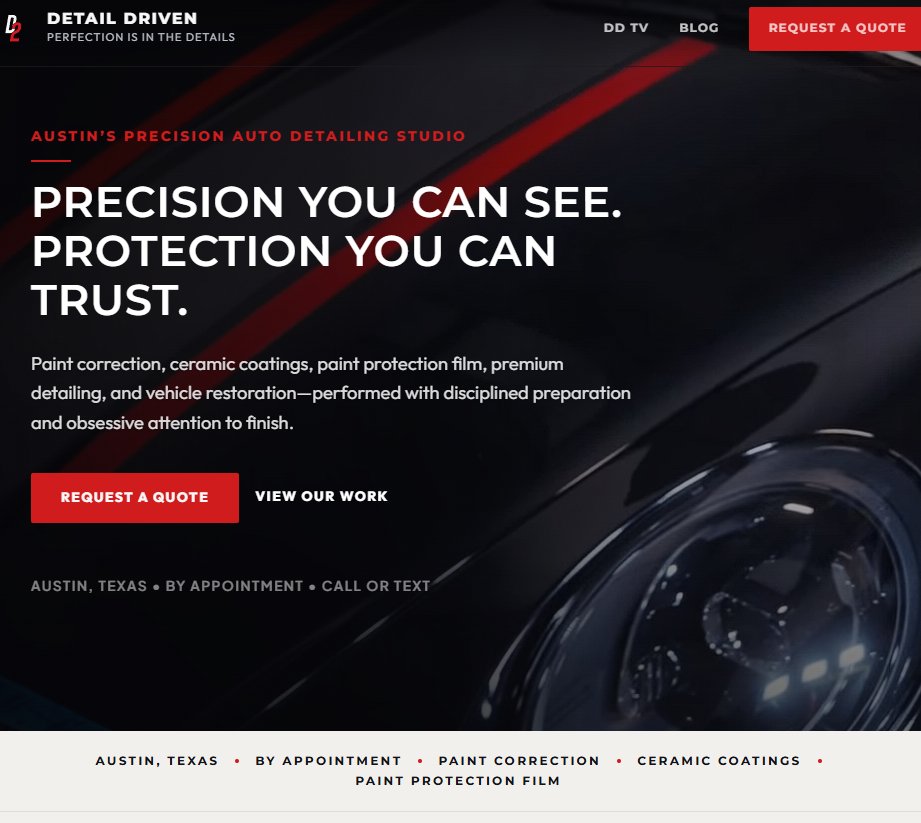 DETAIL DRIVEN
PERFECTION IS IN THE DETAILS
DD TV
BLOG
REQUEST A QUOTE
AUSTIN'S PRECISION AUTO DETAILING STUDIO
PRECISION YOU CAN SEE.
PROTECTION YOU CAN
TRUST.
Paint correction, ceramic coatings, paint protection film, premium
detailing, and vehicle restoration—performed with disciplined preparation
and obsessive attention to finish.
REQUEST A QUOTE
VIEW OUR WORK
AUSTIN, TEXAS ● BY APPOINTMENT ● CALL OR TEXT
AUSTIN, TEXAS • BY APPOINTMENT • PAINT CORRECTION • CERAMIC COATINGS •
PAINT PROTECTION FILM